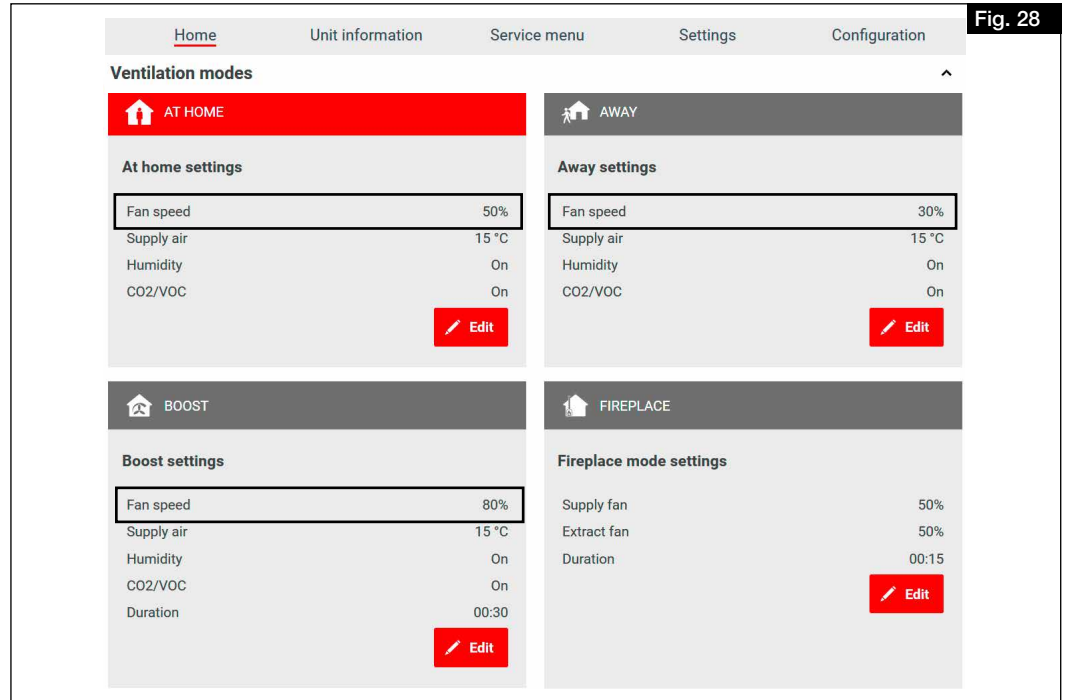 Fig. 28
Home Unit information Service menu Settings Configuration
Ventilation modes
AT HOME
At home settings
Fan speed 50%
Supply air 15 °C
Humidity On
CO2/VOC On
Edit
AWAY
Away settings
Fan speed 30%
Supply air 15 °C
Humidity On
CO2/VOC On
Edit
BOOST
Boost settings
Fan speed 80%
Supply air 15 °C
Humidity On
CO2/VOC On
Duration 00:30
Edit
FIREPLACE
Fireplace mode settings
Supply fan 50%
Extract fan 50%
Duration 00:15
Edit